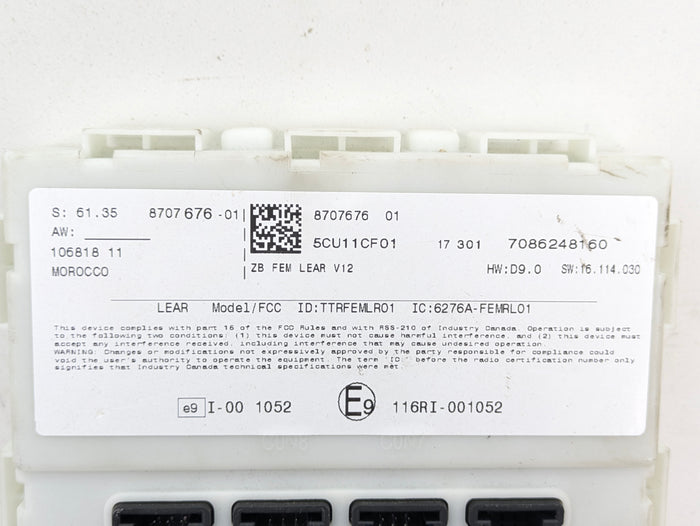 S: 61.35 8707 676 -01 8707676 01
AW:
5CU11CF01 17 301 7086248160
106818 11
MOROCCO ZB FEM LEAR V12 HW:D9.0 SW:16.114.030
LEAR Model/FCC ID:TTRFEMLR01 IC:6276A-FEMRL01
This device complies with part 15 of the FCC Rules and with RSS-210 of Industry Canada. Operation is subject
to the following two conditions: (1) this device must not cause harmful interference, and (2) this device must
accept any interference received, including interference that may cause undesired operation.
WARNING: Changes or modifications not expressively approved by the party responsible for compliance could
void the user's authority to operate the equipment. The term 'ID:' before the radio certification number only
signifies that Industry Canada technical specifications were met.
e9 I-00 1052 E9 116RI-001052
CON8 CON7